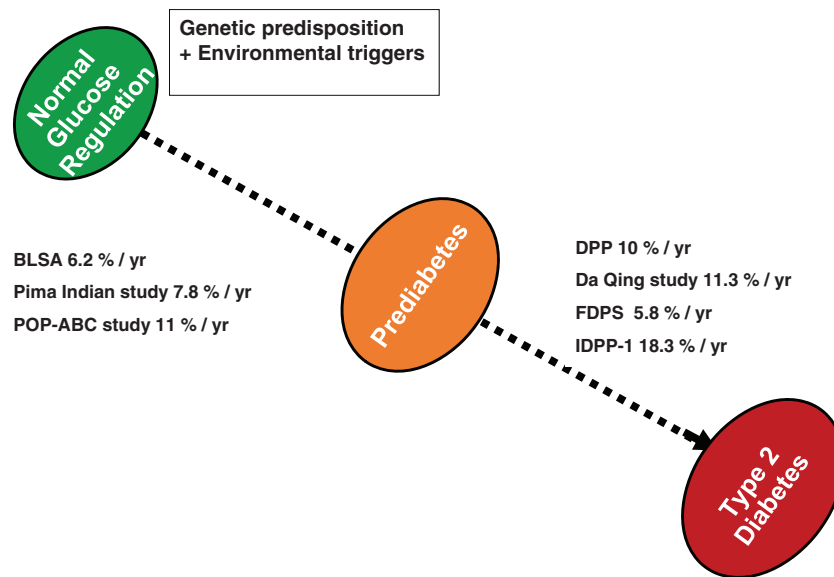 Genetic predisposition
+ Environmental triggers
Normal
Glucose
Regulation
BLSA 6.2 % / yr
Pima Indian study 7.8 % / yr
POP-ABC study 11 % / yr
Prediabetes
DPP 10 % / yr
Da Qing study 11.3 % / yr
FDPS 5.8 % / yr
IDPP-1 18.3 % / yr
Type 2
Diabetes